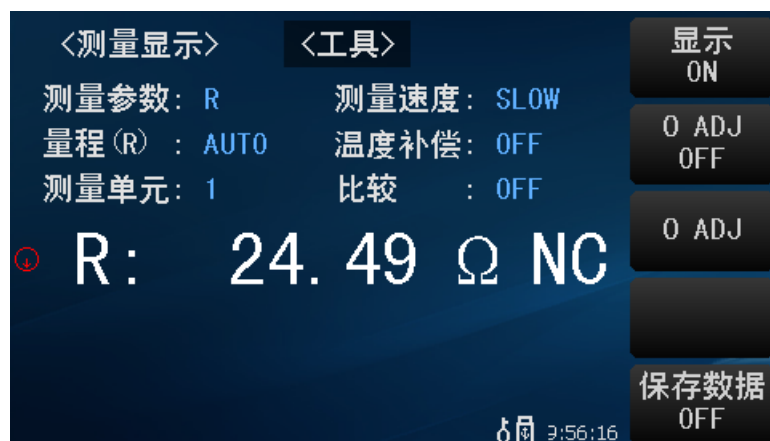 <测量显示> <工具>
测量参数: R 测量速度: SLOW
量程(R) : AUTO 温度补偿: OFF
测量单元: 1 比较 : OFF
R: 24.49 Ω NC
9:56:16
显示
ON
O ADJ
OFF
O ADJ
保存数据
OFF